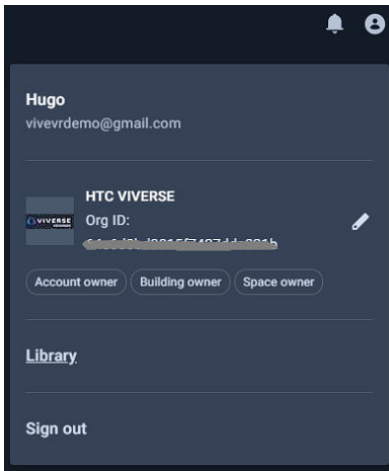 Hugo
vivevrdemo@gmail.com
HTC VIVERSE
VIVERSE
Org ID:
Account owner
Building owner
Space owner
Library
Sign out